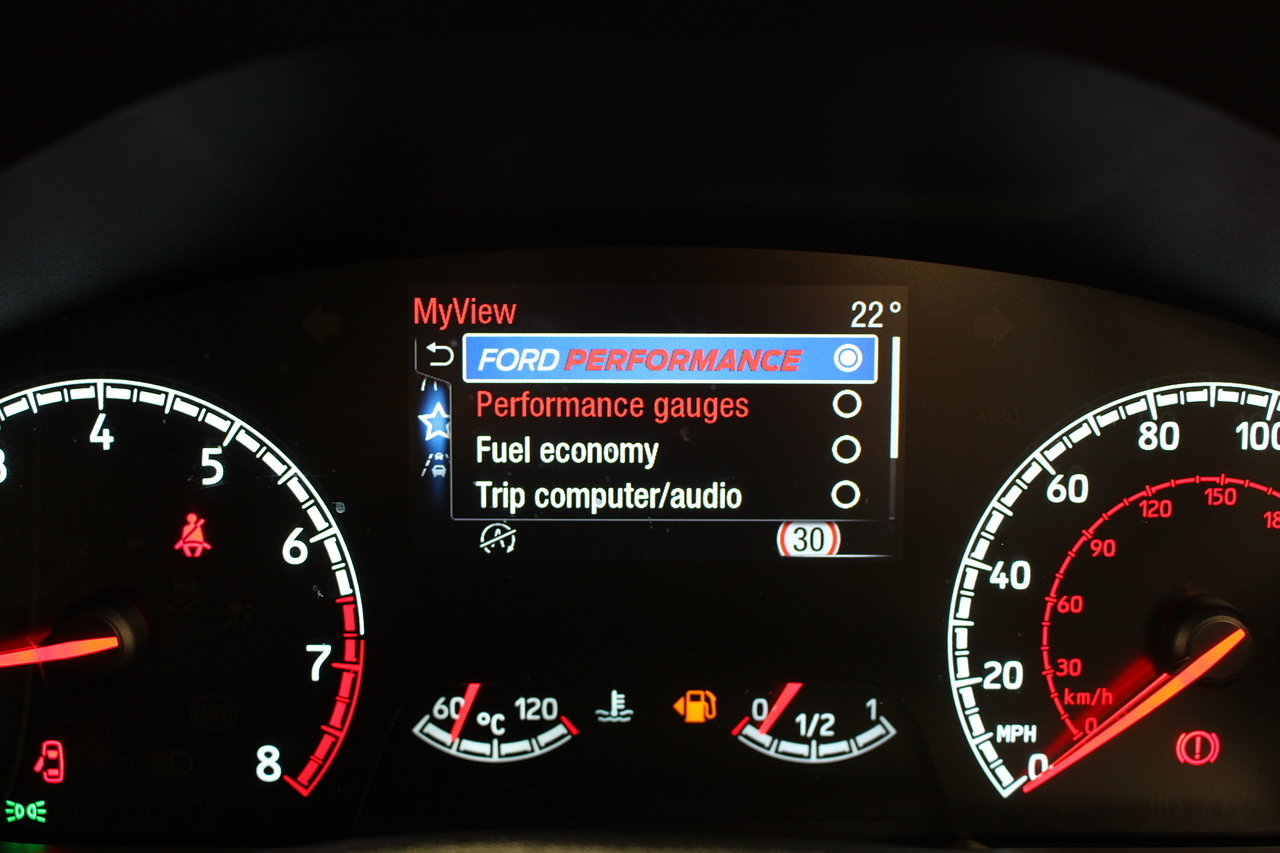 MyView 22°
FORD PERFORMANCE
Performance gauges
Fuel economy
Trip computer/audio
30
3 4 5 6 7 8
60 °C 120
0 1/2 1
0 20 40 60 80 100
MPH
0 30 60 90 120 150
km/h